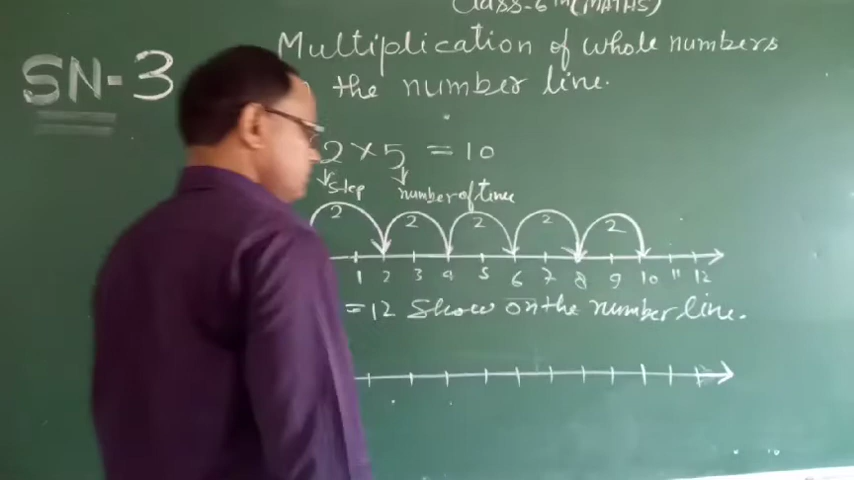 Class-6th (MATHS)
SN-3
Multiplication of whole numbers
the number line.
2×5 = 10
step number of times
2 2 2 2 2
1 2 3 4 5 6 7 8 9 10 11 12
=12 Show on the number line.